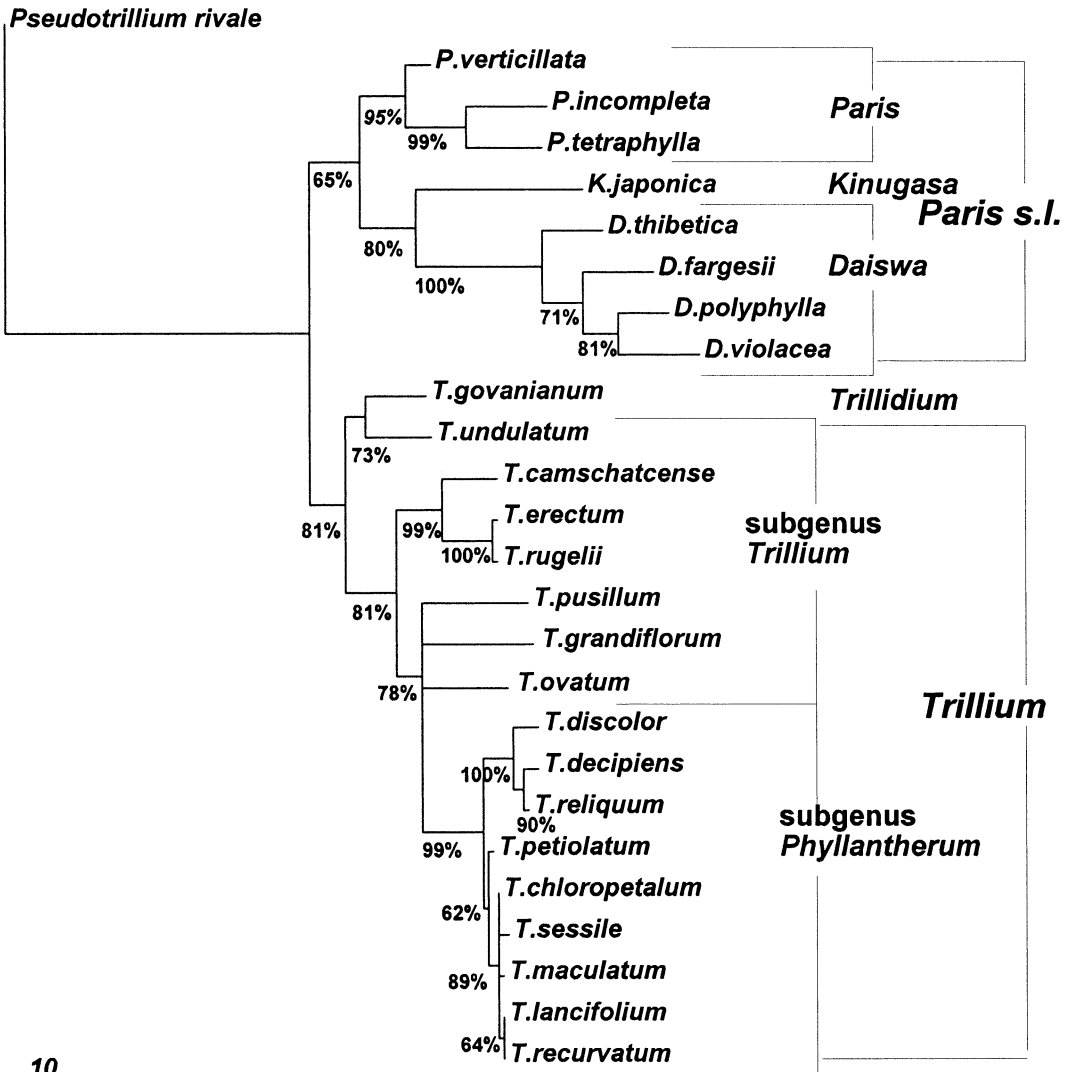 Pseudotrillium rivale
P.verticillata
95%
P.incompleta
Paris
99%
P.tetraphylla
65%
K.japonica
Kinugasa
Paris s.l.
80%
D.thibetica
100%
D.fargesii
Daiswa
71%
D.polyphylla
81%
D.violacea
T.govanianum
Trillidium
T.undulatum
73%
T.camschatcense
81%
99%
T.erectum
subgenus
Trillium
100%
T.rugelii
81%
T.pusillum
T.grandiflorum
78%
T.ovatum
Trillium
T.discolor
100%
T.decipiens
T.reliquum
90%
subgenus
Phyllantherum
99%
T.petiolatum
T.chloropetalum
62%
T.sessile
89%
T.maculatum
T.lancifolium
64%
T.recurvatum
10